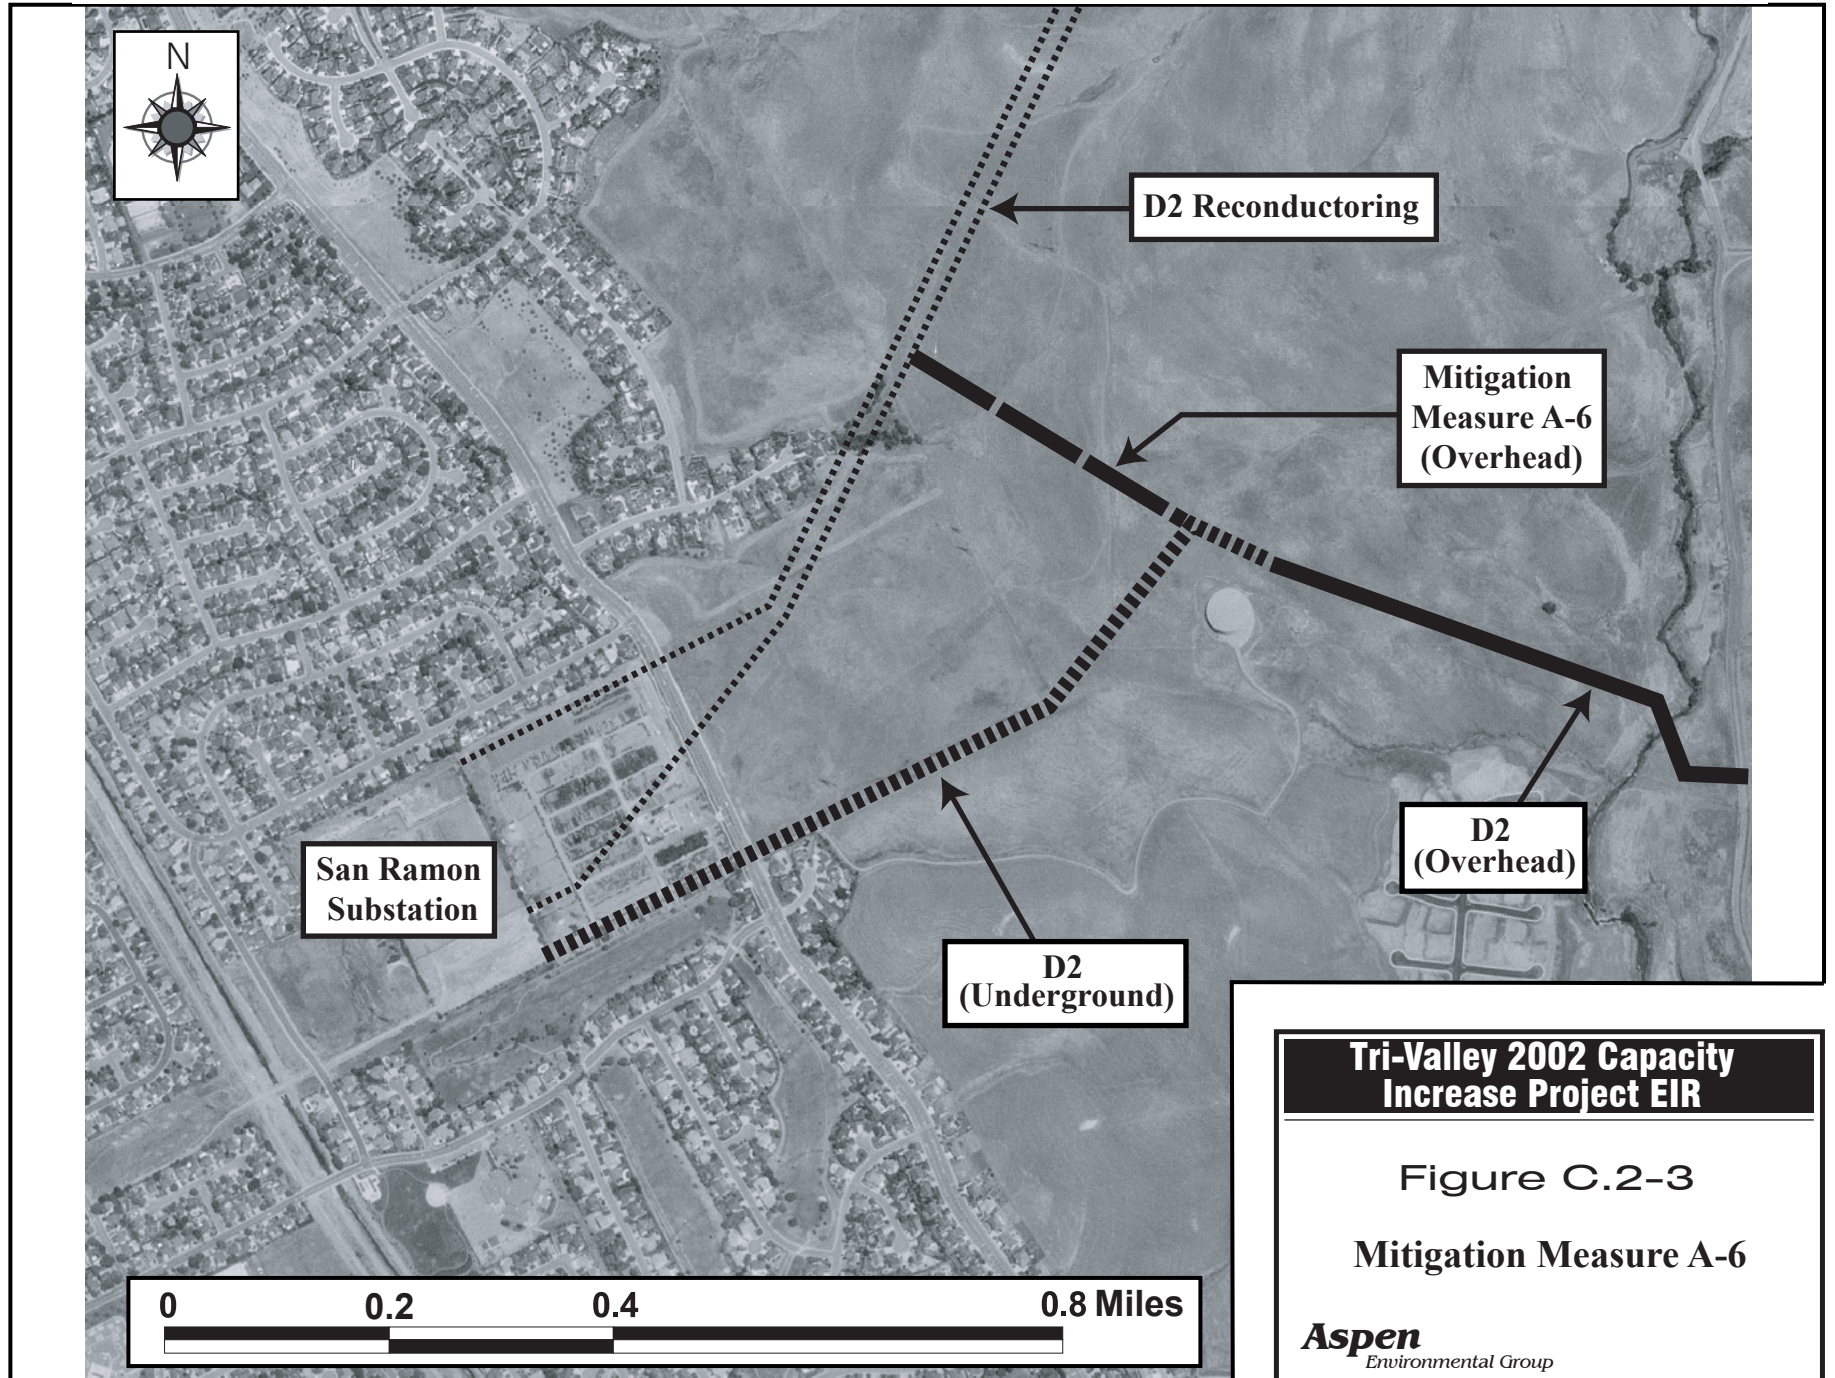 N
D2 Reconductoring
Mitigation
Measure A-6
(Overhead)
D2
(Overhead)
San Ramon
Substation
D2
(Underground)
0
0.2
0.4
0.8 Miles
Tri-Valley 2002 Capacity
Increase Project EIR
Figure C.2-3
Mitigation Measure A-6
Aspen
Environmental Group